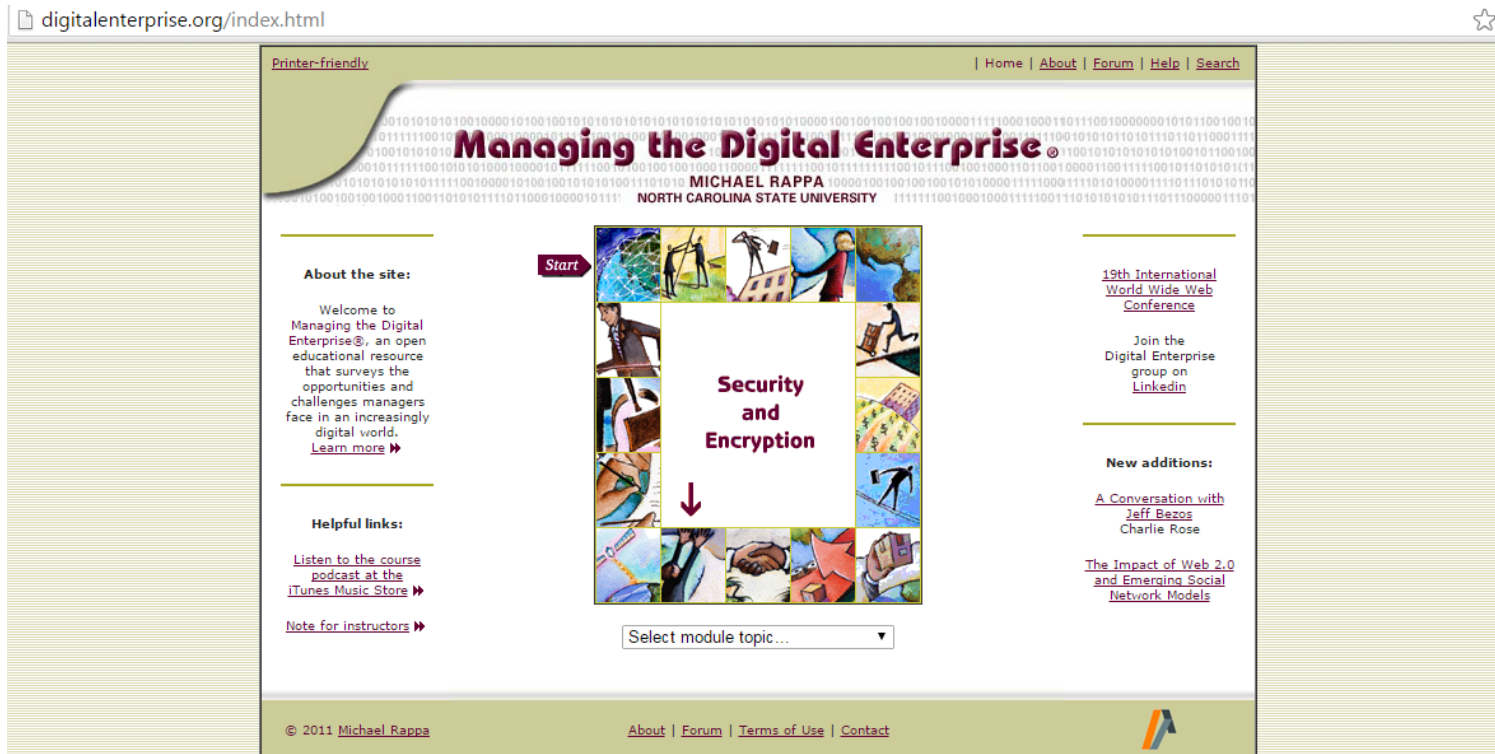 digitalenterprise.org/index.html
Printer-friendly
| Home | About | Forum | Help | Search
Managing the Digital Enterprise®
MICHAEL RAPPA
NORTH CAROLINA STATE UNIVERSITY
About the site:
Welcome to
Managing the Digital
Enterprise®, an open
educational resource
that surveys the
opportunities and
challenges managers
face in an increasingly
digital world.
Learn more
Helpful links:
Listen to the course
podcast at the
iTunes Music Store
Note for instructors
Start
Security
and
Encryption
Select module topic...
19th International
World Wide Web
Conference
Join the
Digital Enterprise
group on
Linkedin
New additions:
A Conversation with
Jeff Bezos
Charlie Rose
The Impact of Web 2.0
and Emerging Social
Network Models
© 2011 Michael Rappa
About | Forum | Terms of Use | Contact